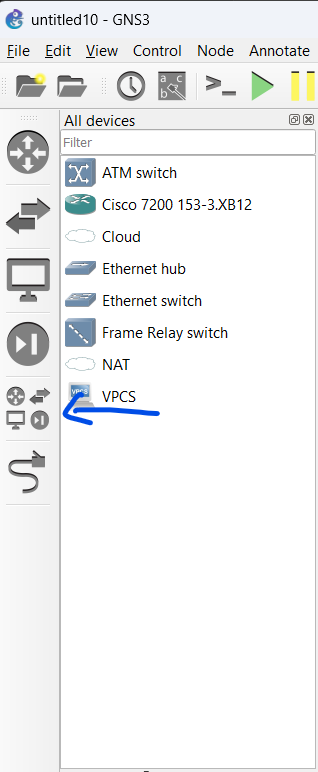 untitled10 - GNS3
File Edit View Control Node Annotate
a
b c
All devices
Filter
ATM switch
Cisco 7200 153-3.XB12
Cloud
Ethernet hub
Ethernet switch
Frame Relay switch
NAT
VPCS
VPCS